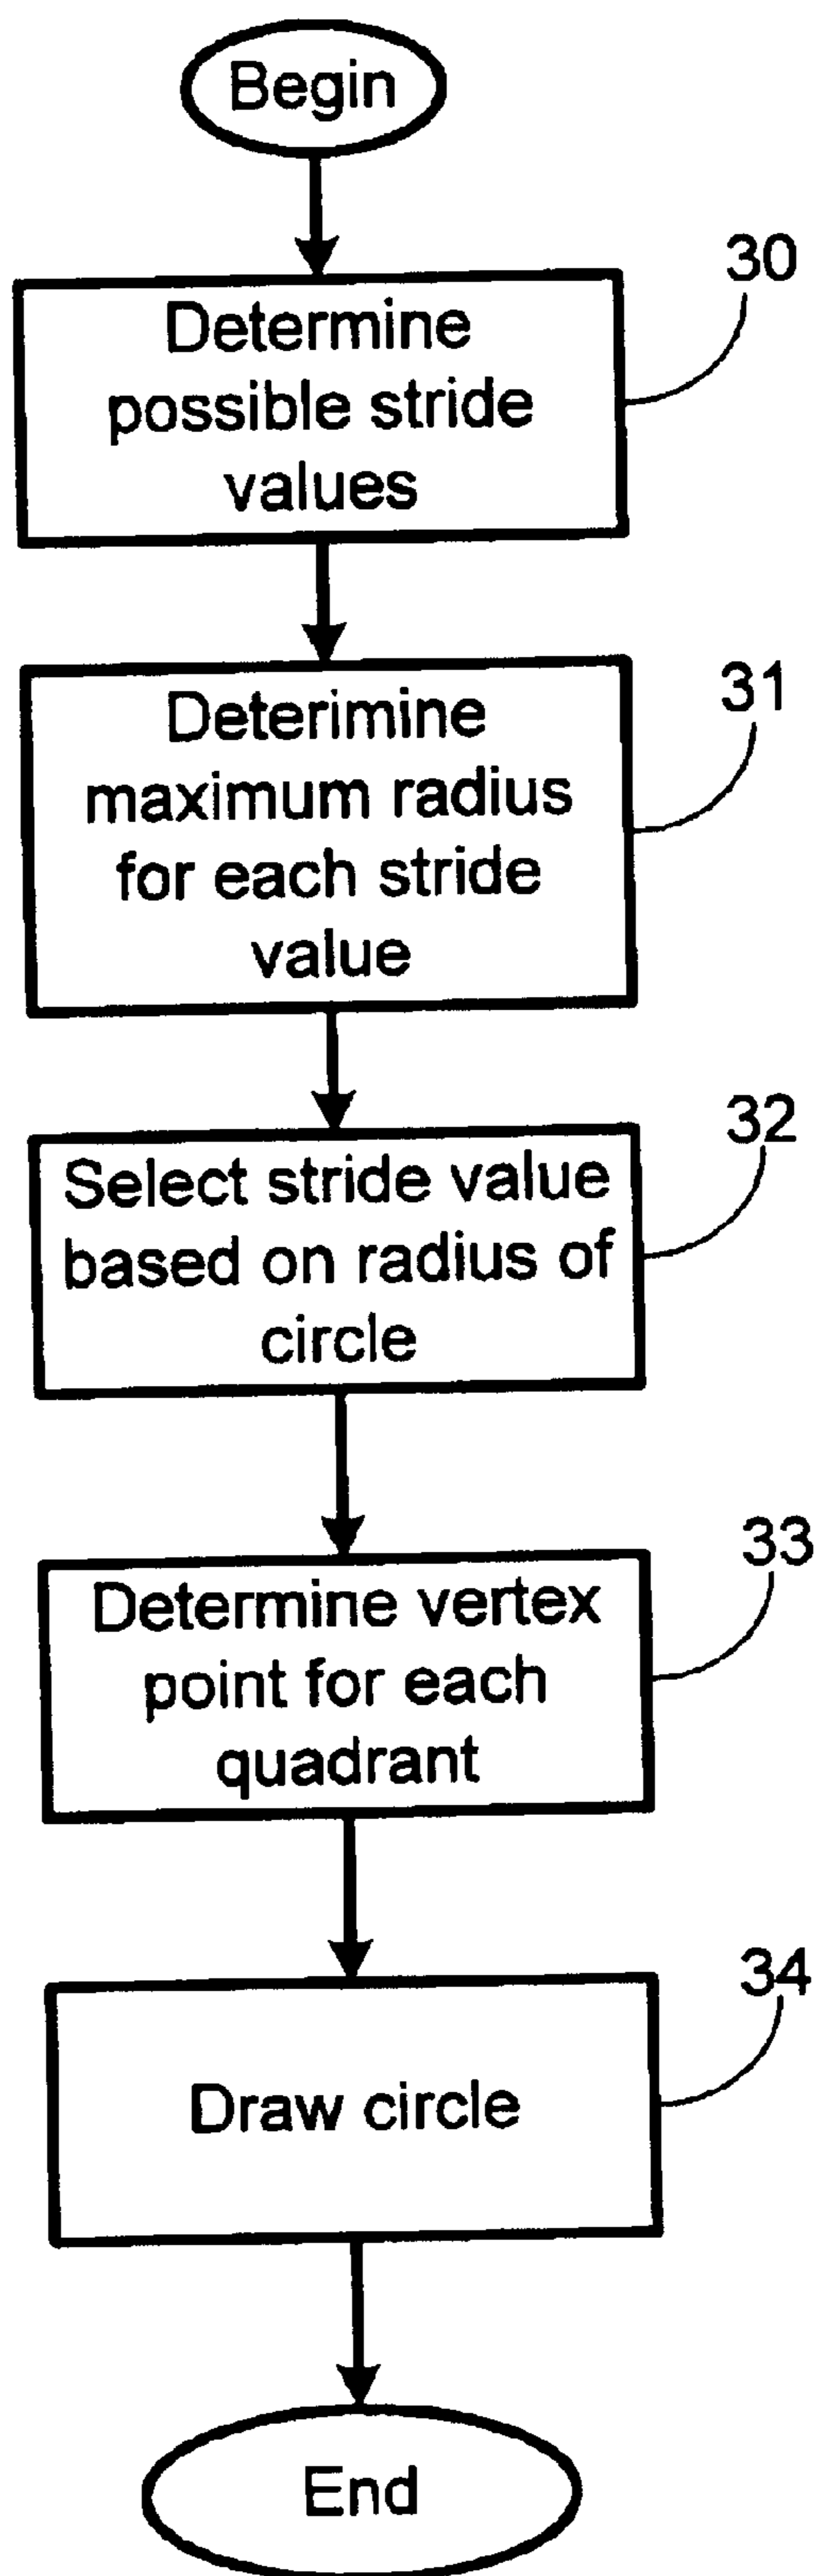 Begin
30
Determine
possible stride
values
31
Deterimine
maximum radius
for each stride
value
32
Select stride value
based on radius of
circle
33
Determine vertex
point for each
quadrant
34
Draw circle
End